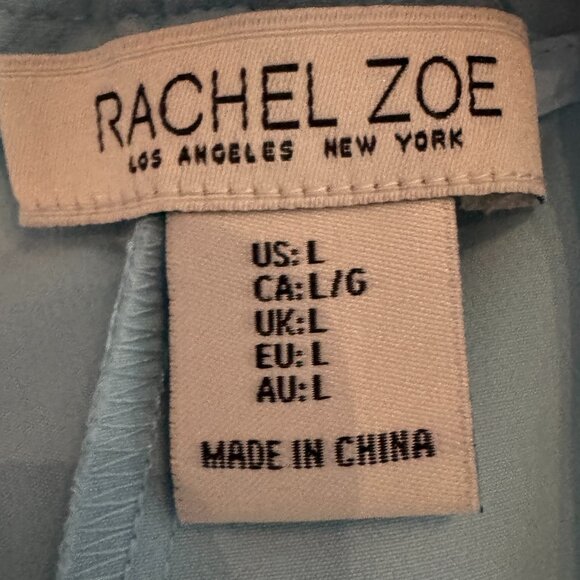 RACHEL ZOE
LOS ANGELES NEW YORK
US: L
CA: L/G
UK: L
EU: L
AU: L
MADE IN CHINA